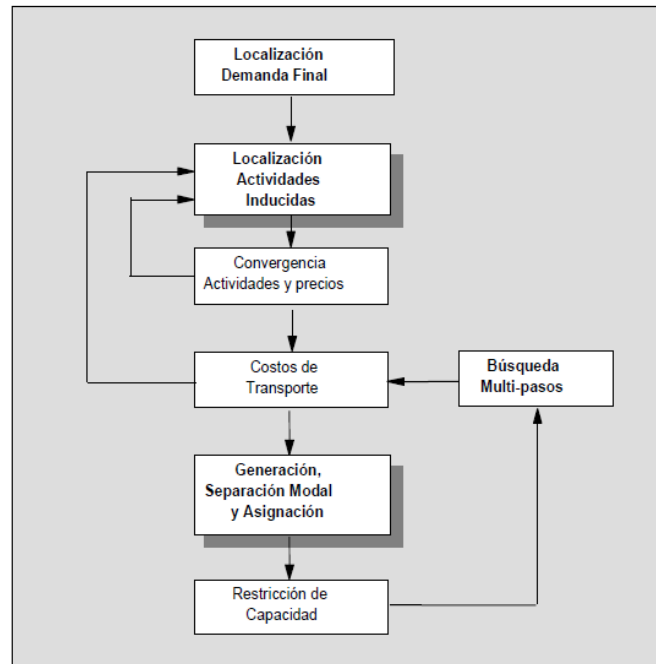 Localización
Demanda Final
Localización
Actividades
Inducidas
Convergencia
Actividades y precios
Costos de
Transporte
Búsqueda
Multi-pasos
Generación,
Separación Modal
y Asignación
Restricción de
Capacidad